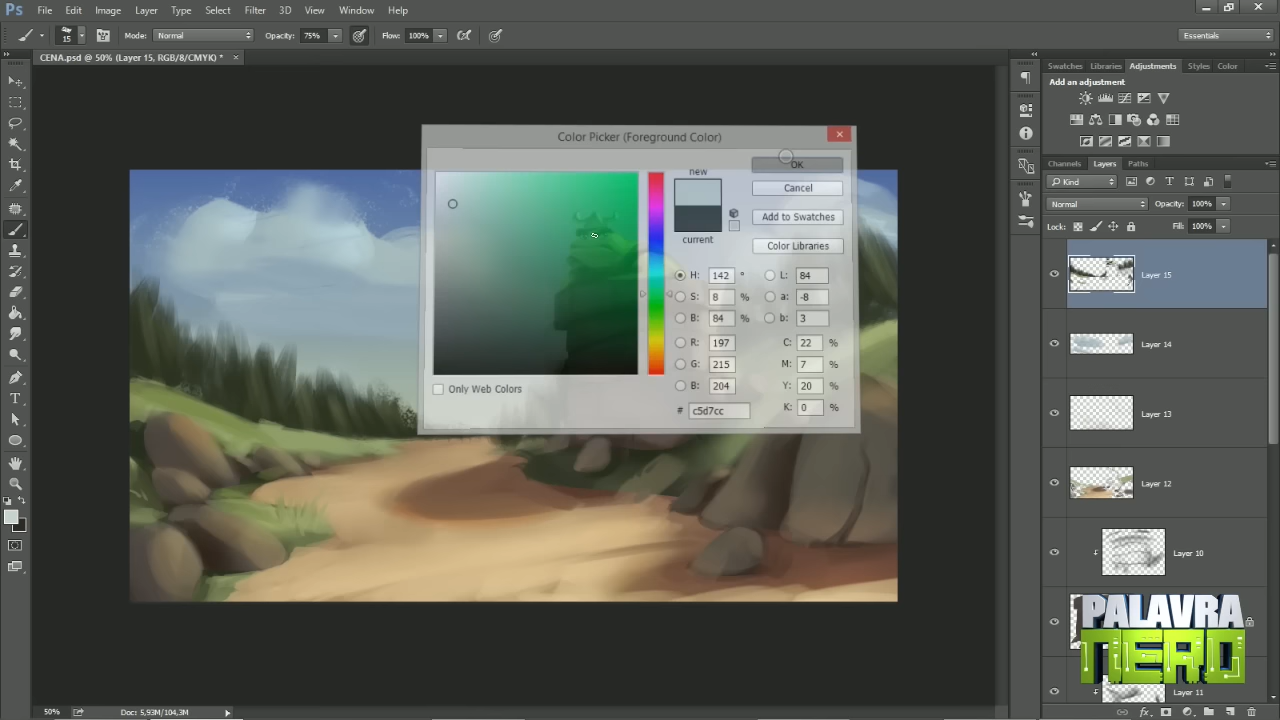 Ps File Edit Image Layer Type Select Filter 3D View Window Help
15 Mode: Normal Opacity: 75% Flow: 100% Essentials
CENA.psd @ 50% (Layer 15, RGB/8/CMYK) * ×
Swatches Libraries Adjustments Styles Color
Add an adjustment
Color Picker (Foreground Color)
OK
new
Cancel
Add to Swatches
current
Color Libraries
H: 142 ° L: 84
S: 8 % a: -8
B: 84 % b: 3
R: 197 C: 22 %
G: 215 M: 7 %
B: 204 Y: 20 %
# c5d7cc K: 0 %
Only Web Colors
Channels Layers Paths
Kind
Normal Opacity: 100%
Lock: Fill: 100%
Layer 15
Layer 14
Layer 13
Layer 12
Layer 10
Layer 11
PALAVRA
NERD
50% Doc: 5,93M/104,3M